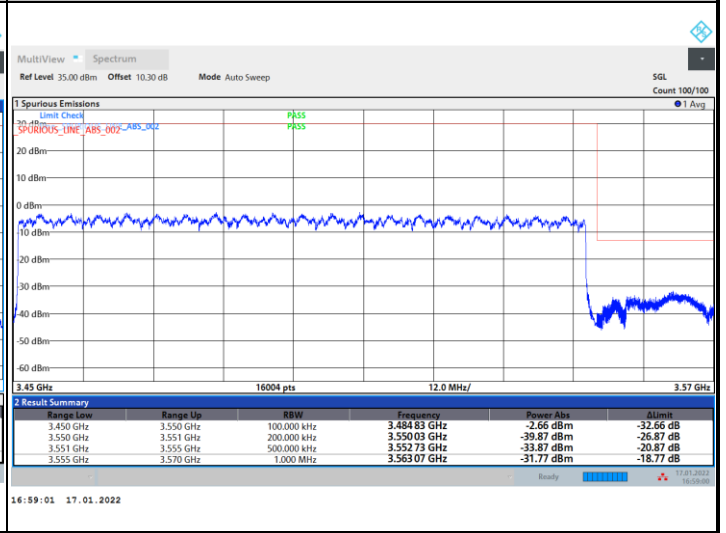 MultiView Spectrum
Ref Level 35.00 dBm Offset 10.30 dB Mode Auto Sweep SGL
Count 100/100
1 Spurious Emissions 1 Avg
Limit Check PASS
_SPURIOUS_LINE_ABS_002 _ABS_002 PASS
20 dBm
10 dBm
0 dBm
-10 dBm
-20 dBm
-30 dBm
-40 dBm
-50 dBm
-60 dBm
3.45 GHz 16004 pts 12.0 MHz/ 3.57 GHz
2 Result Summary
Range Low Range Up RBW Frequency Power Abs ΔLimit
3.450 GHz 3.550 GHz 100.000 kHz 3.484 83 GHz -2.66 dBm -32.66 dB
3.550 GHz 3.551 GHz 200.000 kHz 3.550 03 GHz -39.87 dBm -26.87 dB
3.551 GHz 3.555 GHz 500.000 kHz 3.552 73 GHz -33.87 dBm -20.87 dB
3.555 GHz 3.570 GHz 1.000 MHz 3.563 07 GHz -31.77 dBm -18.77 dB
Ready 17.01.2022
16:59:00
16:59:01 17.01.2022